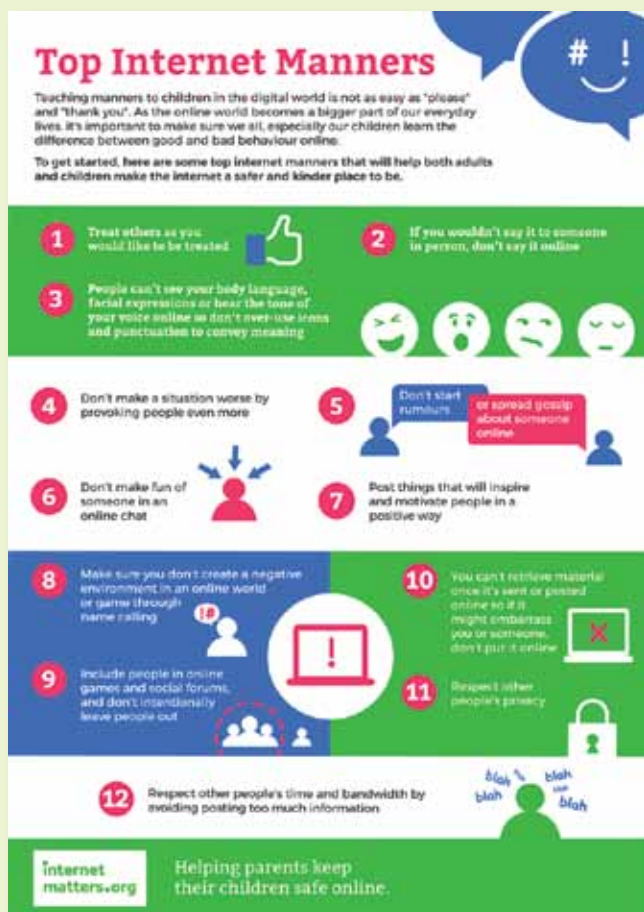 # !
Top Internet Manners
Teaching manners to children in the digital world is not as easy as "please"
and "thank you". As the online world becomes a bigger part of our everyday
lives, it's important to make sure we all, especially our children learn the
difference between good and bad behaviour online.
To get started, here are some top internet manners that will help both adults
and children make the internet a safer and kinder place to be.
1
Treat others as you
would like to be treated
2
If you wouldn't say it to someone
in person, don't say it online
3
People can't see your body language,
facial expressions or hear the tone of
your voice online so don't over-use icons
and punctuation to convey meaning
4
Don't make a situation worse by
provoking people even more
5
Don't start
rumours
or spread gossip
about someone
online
6
Don't make fun of
someone in an
online chat
7
Post things that will inspire
and motivate people in a
positive way
8
Make sure you don't create a negative
environment in an online world
or game through
name calling
!#
9
Include people in online
games and social forums,
and don't intentionally
leave people out
!
10
You can't retrieve material
once it's sent or posted
online so if it
might embarrass
you or someone,
don't put it online
11
Respect other
people's privacy
12
Respect other people's time and bandwidth by
avoiding posting too much information
blah
blah
blah
blah
internet
matters.org
Helping parents keep
their children safe online.